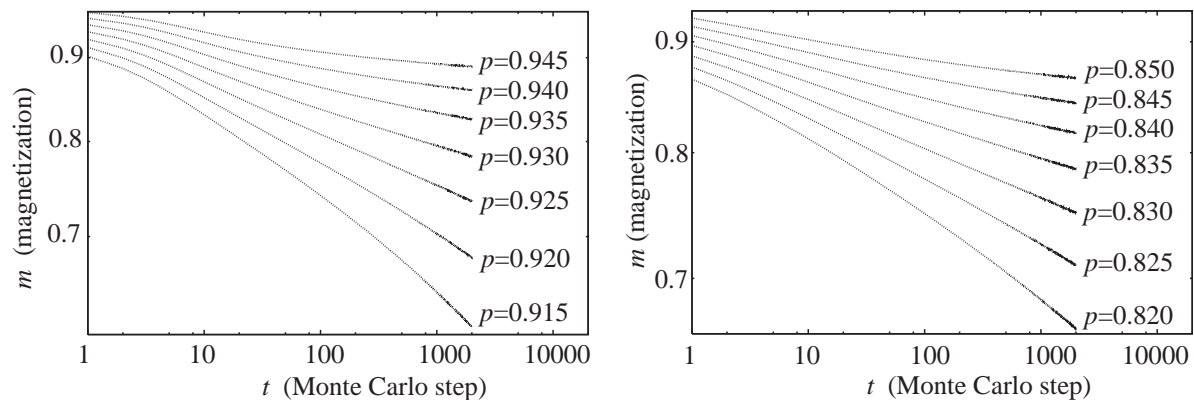 0.9
0.8
0.7
m (magnetization)
p=0.945
p=0.940
p=0.935
p=0.930
p=0.925
p=0.920
p=0.915
1 10 100 1000 10000
t (Monte Carlo step)
0.9
0.8
0.7
m (magnetization)
p=0.850
p=0.845
p=0.840
p=0.835
p=0.830
p=0.825
p=0.820
1 10 100 1000 10000
t (Monte Carlo step)